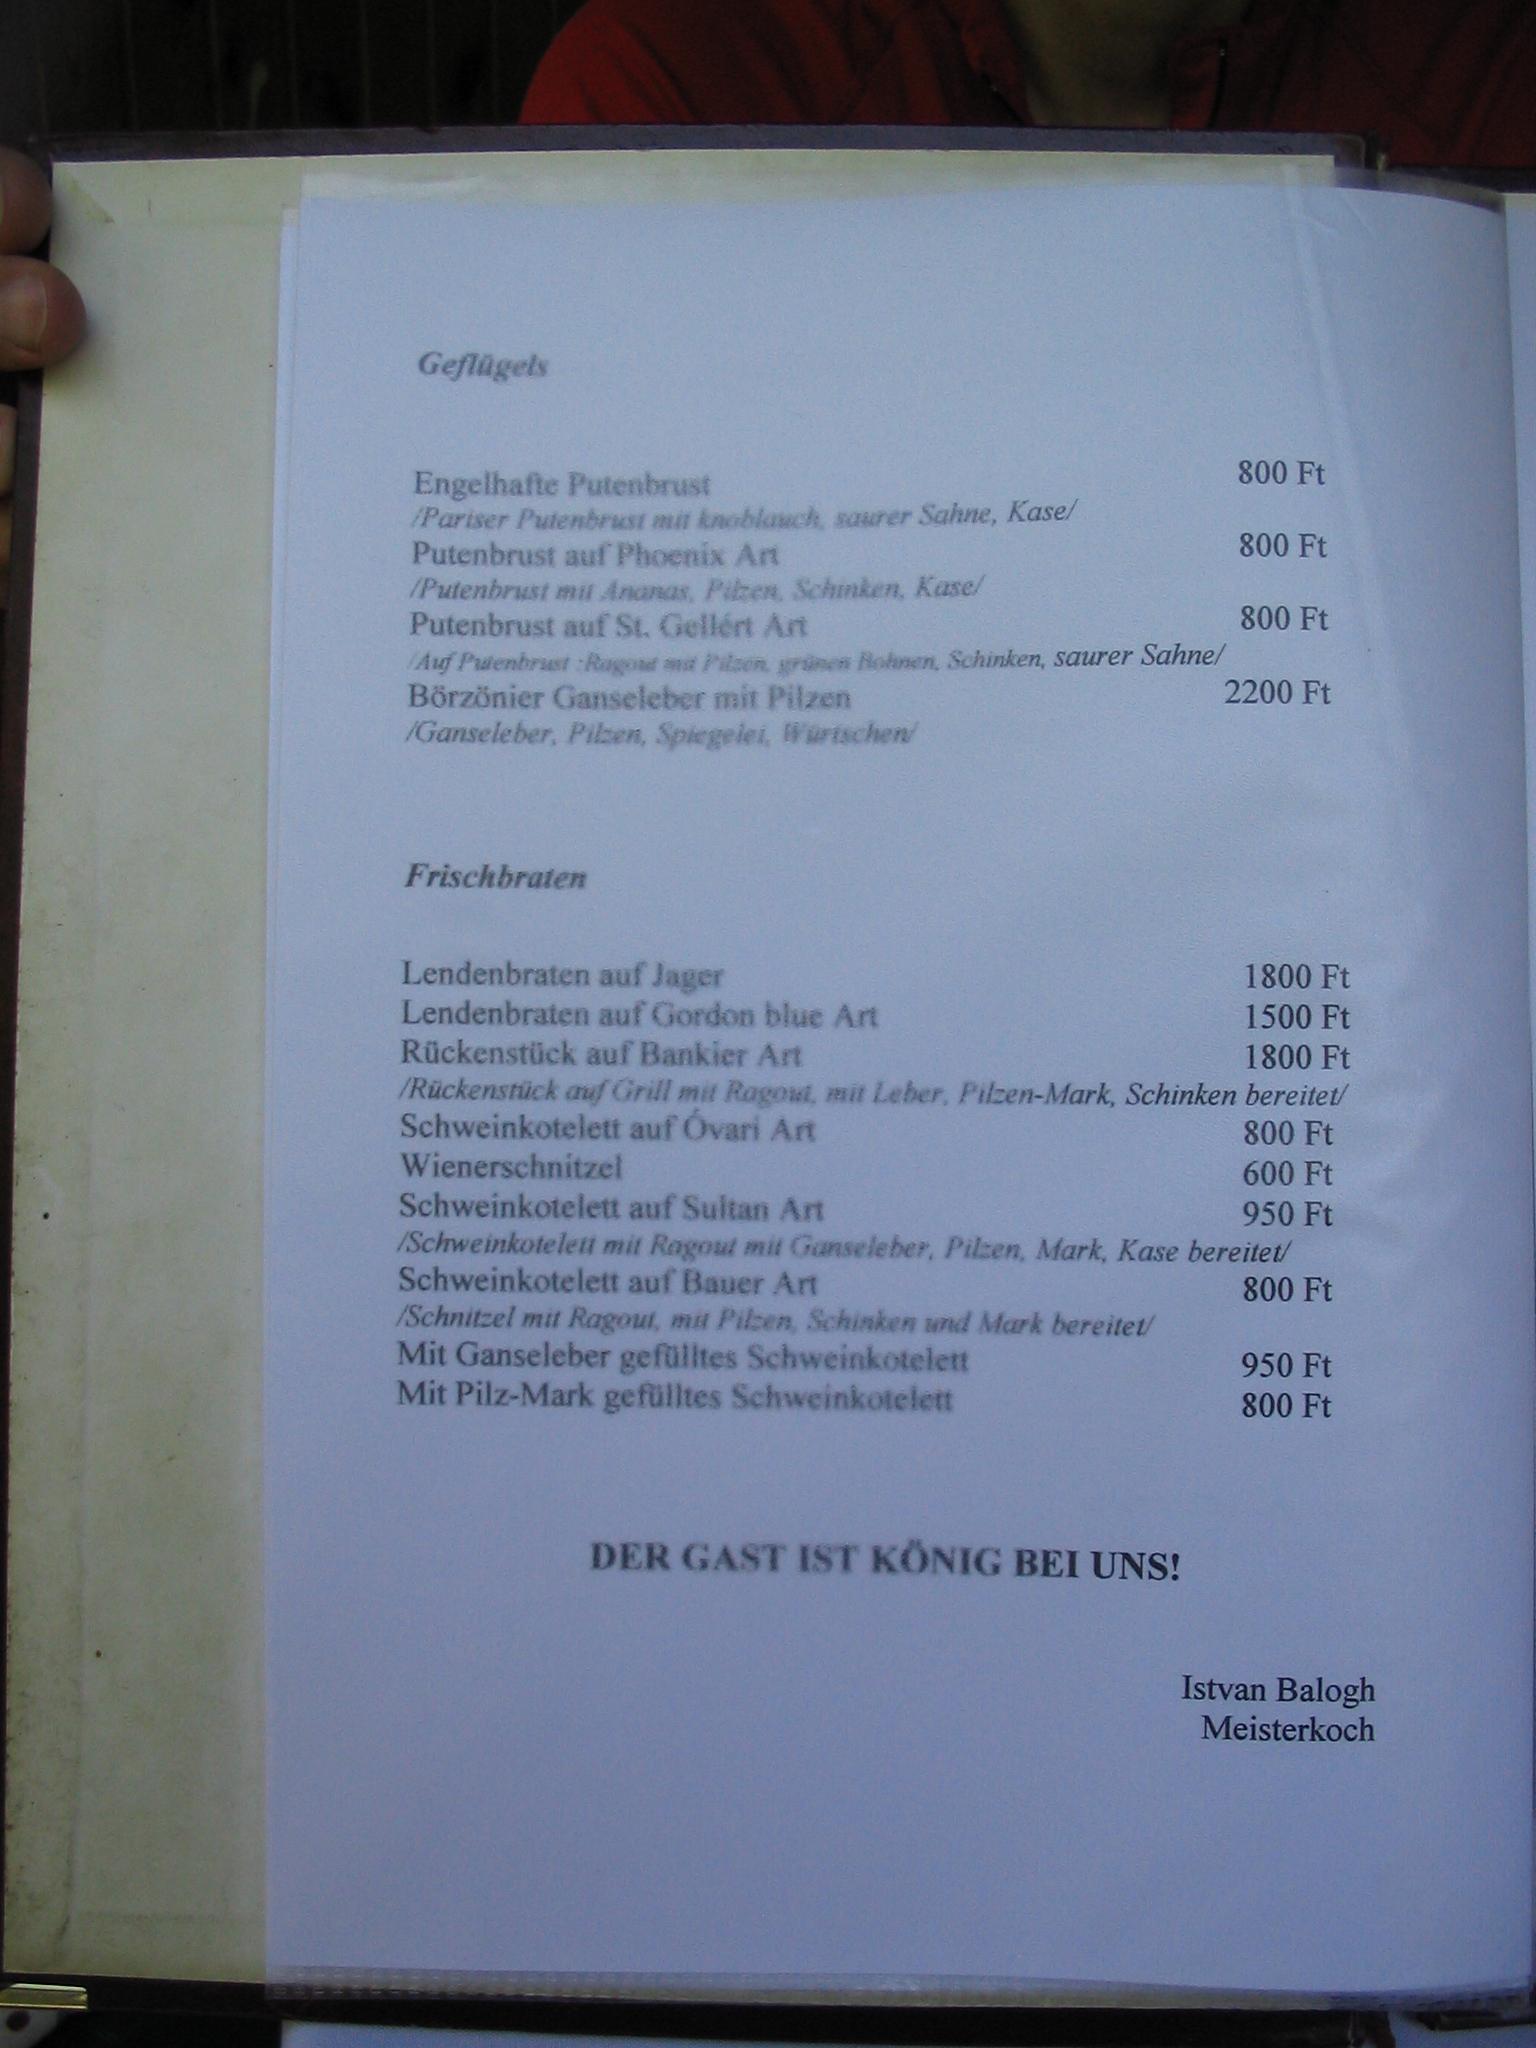 Geflügels
Engelhafte Putenbrust 800 Ft
/Pariser Putenbrust mit knoblauch, saurer Sahne, Kase/
Putenbrust auf Phoenix Art 800 Ft
/Putenbrust mit Ananas, Pilzen, Schinken, Kase/
Putenbrust auf St. Gellért Art 800 Ft
/Auf Putenbrust :Ragout mit Pilzen, grünen Bohnen, Schinken, saurer Sahne/
Börzönier Ganseleber mit Pilzen 2200 Ft
/Ganseleber, Pilzen, Spiegelei, Würtschen/
Frischbraten
Lendenbraten auf Jager 1800 Ft
Lendenbraten auf Gordon blue Art 1500 Ft
Rückenstück auf Bankier Art 1800 Ft
/Rückenstück auf Grill mit Ragout, mit Leber, Pilzen-Mark, Schinken bereitet/
Schweinkotelett auf Óvari Art 800 Ft
Wienerschnitzel 600 Ft
Schweinkotelett auf Sultan Art 950 Ft
/Schweinkotelett mit Ragout mit Ganseleber, Pilzen, Mark, Kase bereitet/
Schweinkotelett auf Bauer Art 800 Ft
/Schnitzel mit Ragout, mit Pilzen, Schinken und Mark bereitet/
Mit Ganseleber gefülltes Schweinkotelett 950 Ft
Mit Pilz-Mark gefülltes Schweinkotelett 800 Ft
DER GAST IST KÖNIG BEI UNS!
Istvan Balogh
Meisterkoch